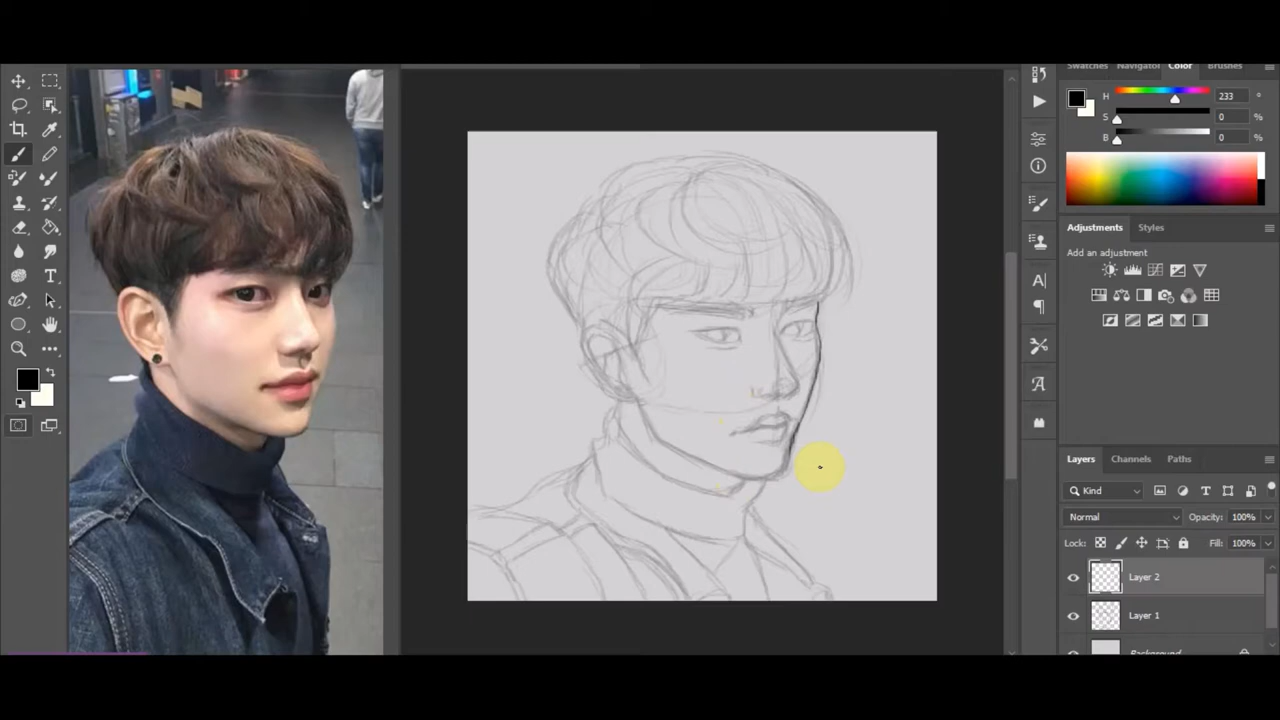 Swatches Navigator Color Brushes
H 233 °
S 0 %
B 0 %
Adjustments Styles
Add an adjustment
Layers Channels Paths
Kind
Normal Opacity: 100%
Lock: Fill: 100%
Layer 2
Layer 1
Background